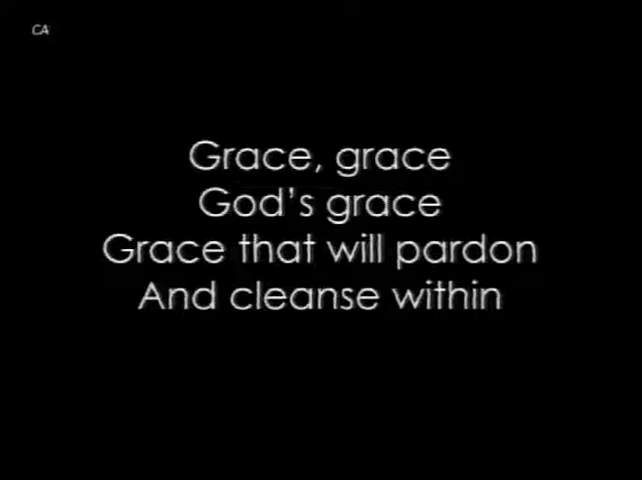 CA
Grace, grace
God's grace
Grace that will pardon
And cleanse within